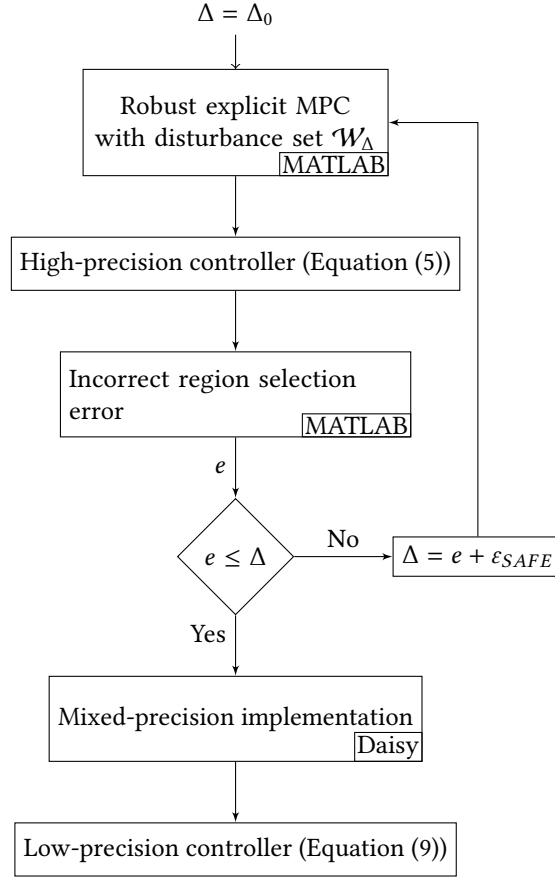 Δ = Δ₀
Robust explicit MPC
with disturbance set 𝒲_Δ
MATLAB
High-precision controller (Equation (5))
Incorrect region selection
error
MATLAB
e
e ≤ Δ
No
Δ = e + ε_SAFE
Yes
Mixed-precision implementation
Daisy
Low-precision controller (Equation (9))